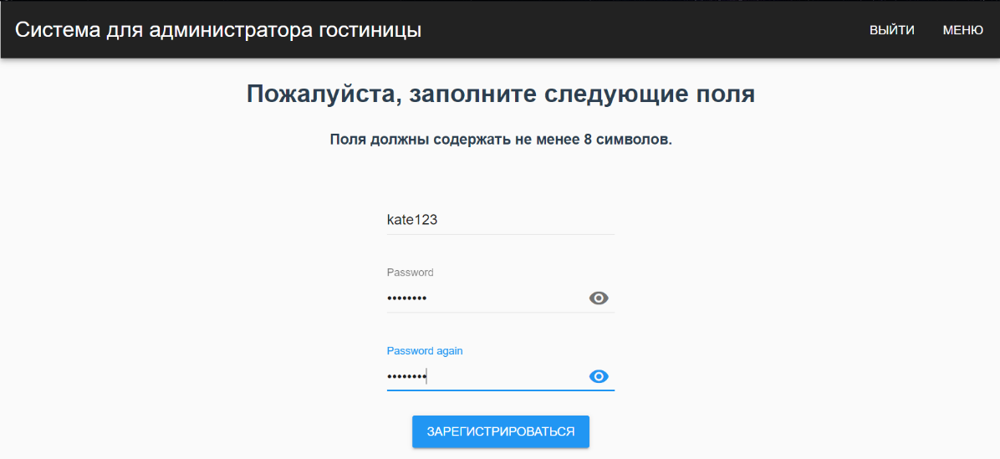 Система для администратора гостиницы
ВЫЙТИ
МЕНЮ
Пожалуйста, заполните следующие поля
Поля должны содержать не менее 8 символов.
kate123
Password
••••••••
Password again
••••••••
ЗАРЕГИСТРИРОВАТЬСЯ